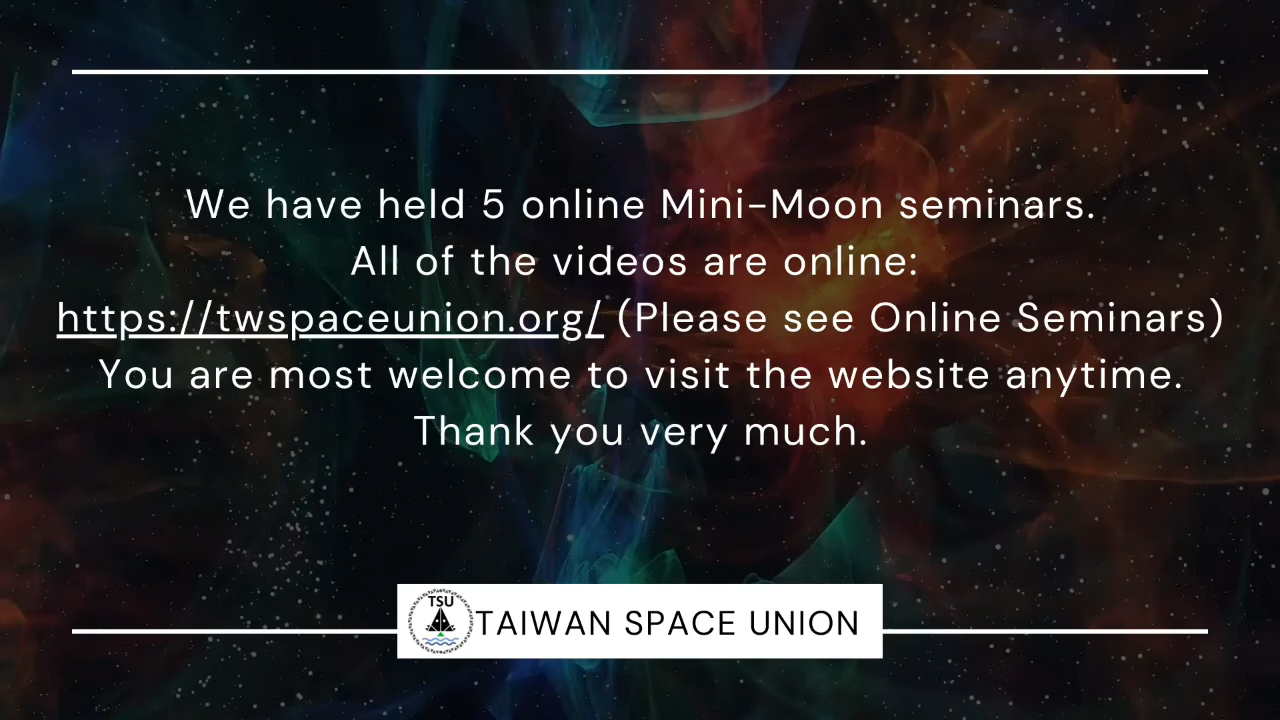 We have held 5 online Mini-Moon seminars.
All of the videos are online:
https://twspaceunion.org/ (Please see Online Seminars)
You are most welcome to visit the website anytime.
Thank you very much.
TSU
TAIWAN SPACE UNION